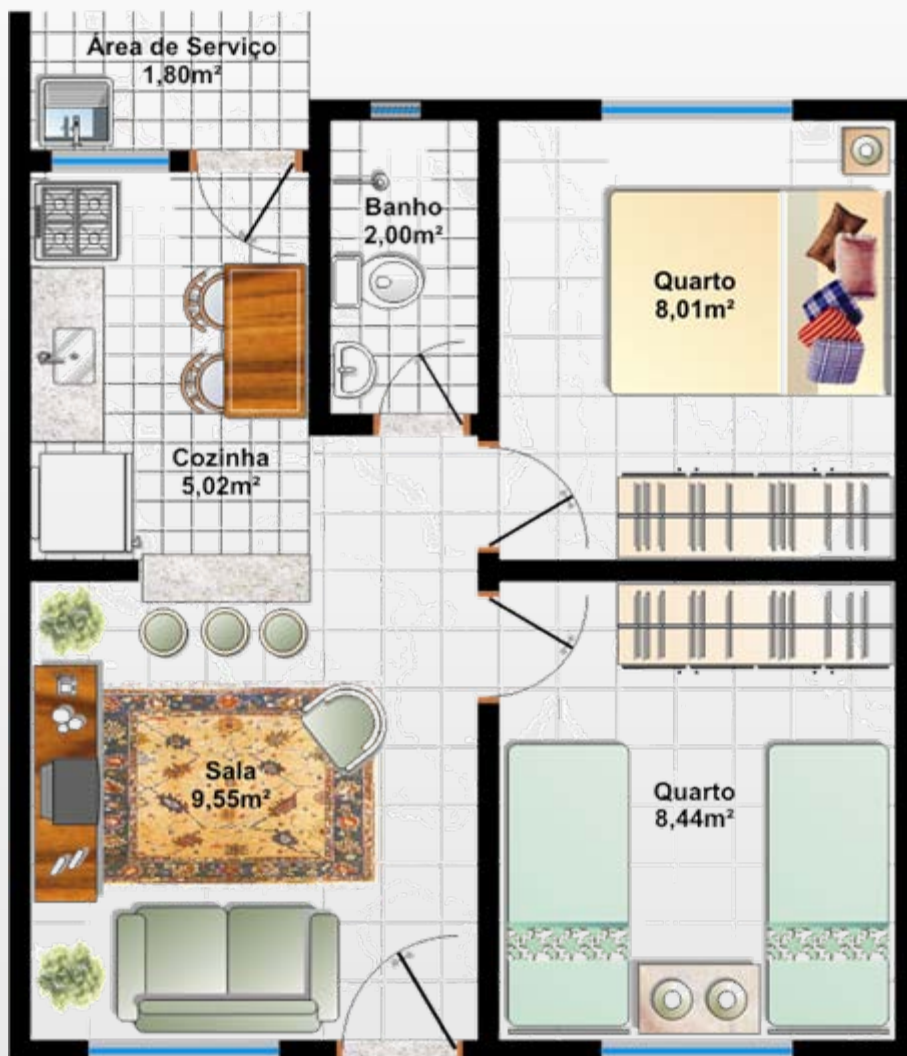 Área de Serviço
1,80m²
Banho
2,00m²
Quarto
8,01m²
Cozinha
5,02m²
Sala
9,55m²
Quarto
8,44m²